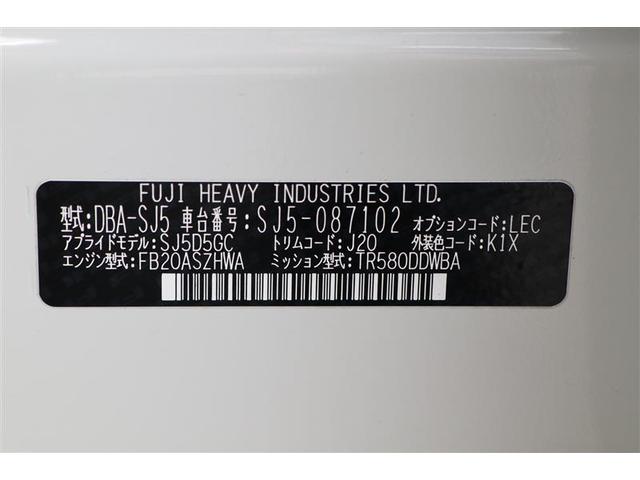 FUJI HEAVY INDUSTRIES LTD.
型式:DBA-SJ5 車台番号:SJ5-087102 オプションコード:LEC
アプライドモデル:SJ5D5GC トリムコード:J20 外装色コード:K1X
エンジン型式:FB20ASZHWA ミッション型式:TR580DDWBA